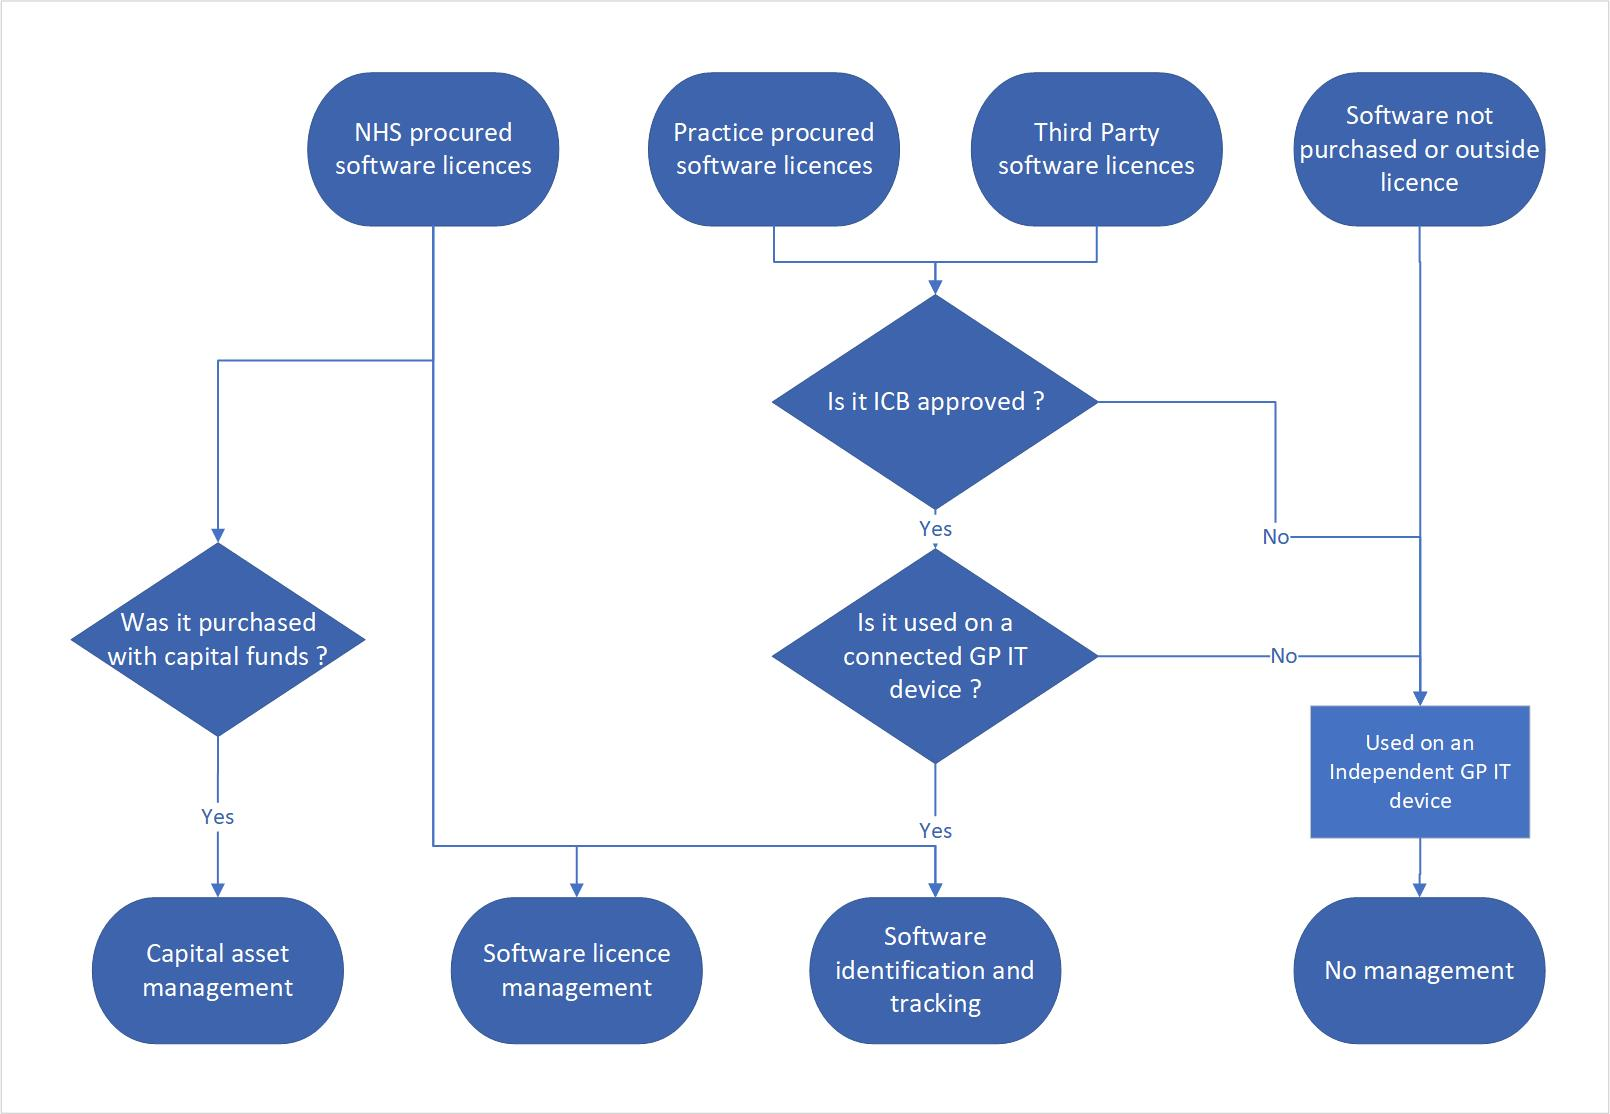 NHS procured
software licences
Practice procured
software licences
Third Party
software licences
Software not
purchased or outside
licence
Is it ICB approved ?
Yes
No
Was it purchased
with capital funds ?
Is it used on a
connected GP IT
device ?
No
Used on an
Independent GP IT
device
Yes
Yes
Capital asset
management
Software licence
management
Software
identification and
tracking
No management